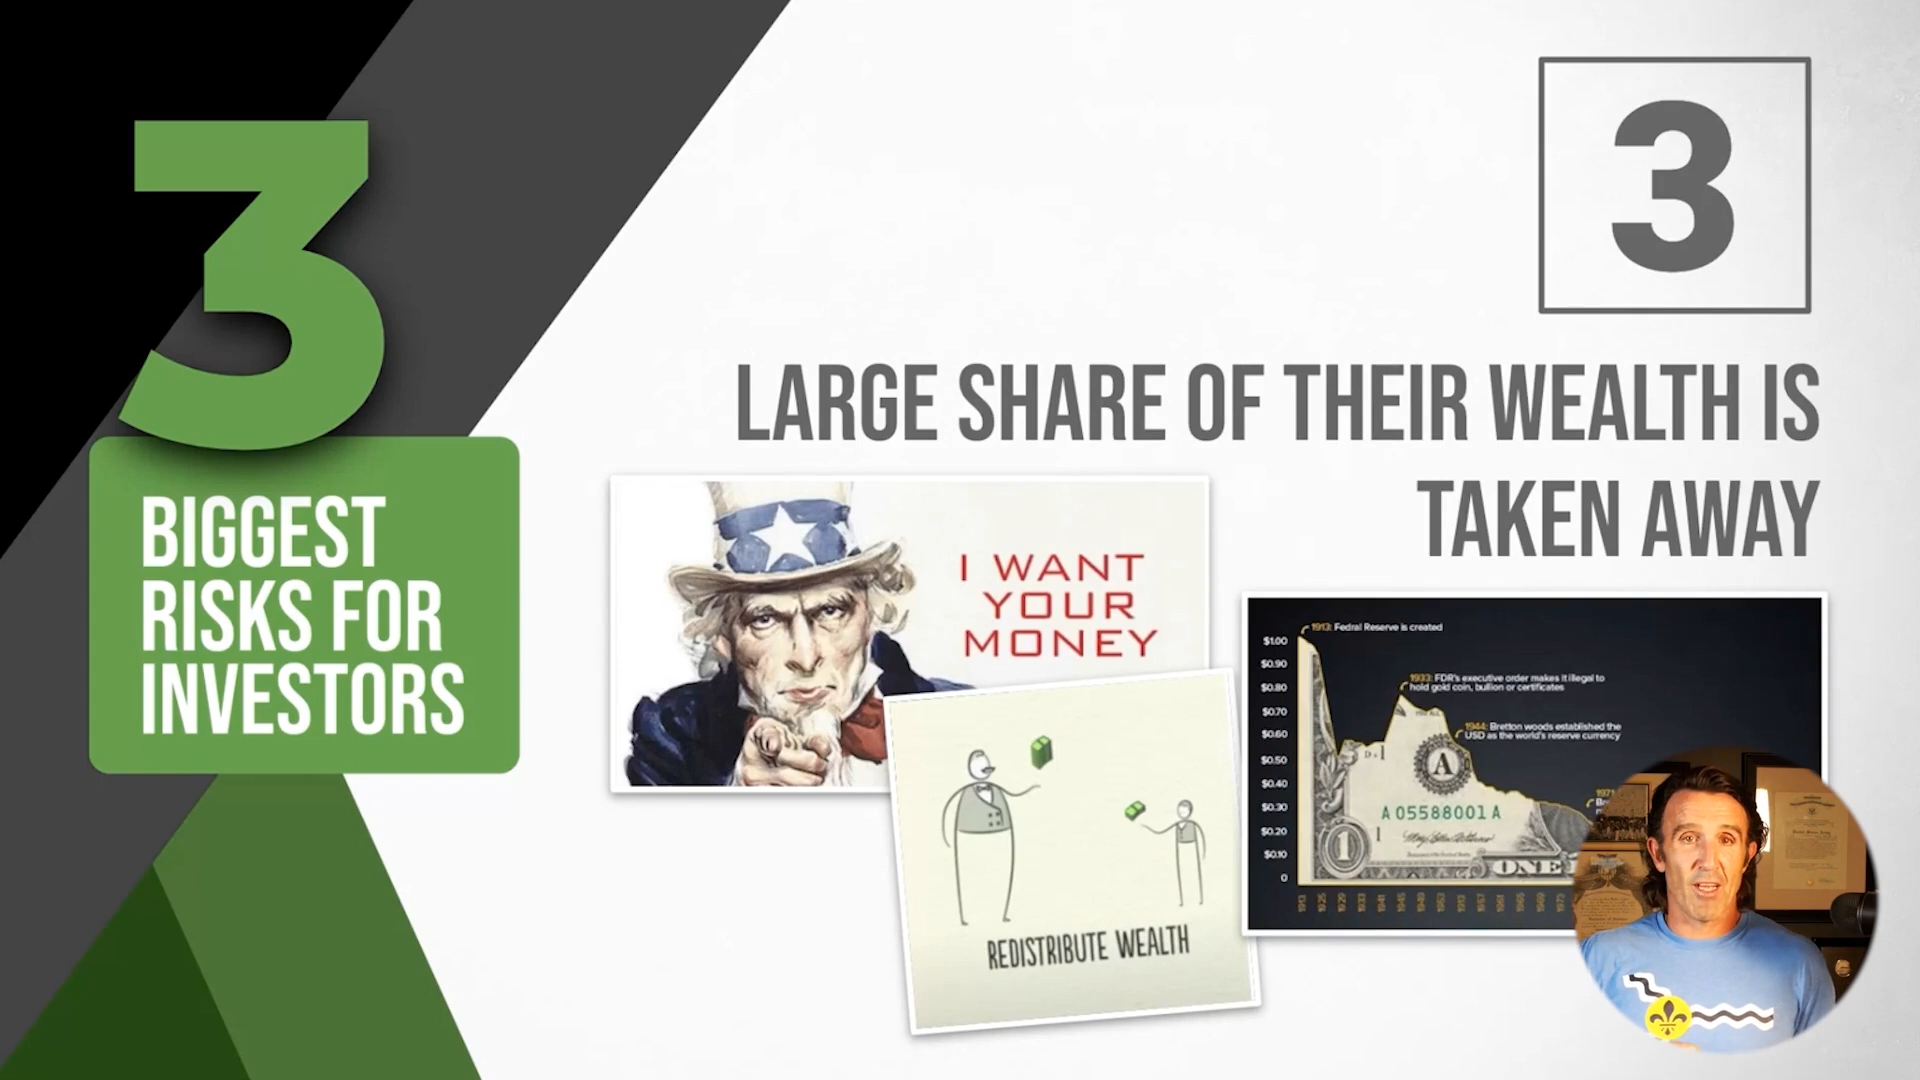 3
BIGGEST
RISKS FOR
INVESTORS
3
LARGE SHARE OF THEIR WEALTH IS
TAKEN AWAY
I WANT
YOUR
MONEY
REDISTRIBUTE WEALTH
1913: Fedral Reserve is created
1933: FDR's executive order makes it illegal to
hold gold coin, bullion or certificates
1944: Bretton woods established the
USD as the world's reserve currency
1971
$1.00
$0.90
$0.80
$0.70
$0.60
$0.50
$0.40
$0.30
$0.20
$0.10
0
A
A 05588001 A
1
ONE